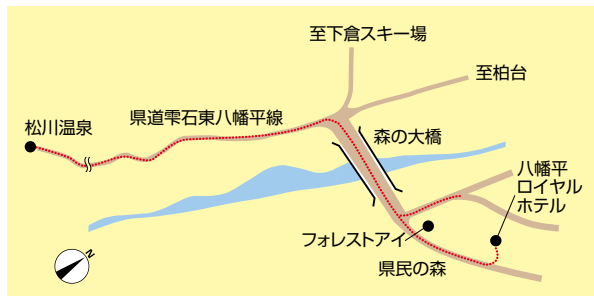 至下倉スキー場
至柏台
県道雫石東八幡平線
松川温泉
森の大橋
八幡平
ロイヤル
ホテル
フォレストアイ
県民の森
N